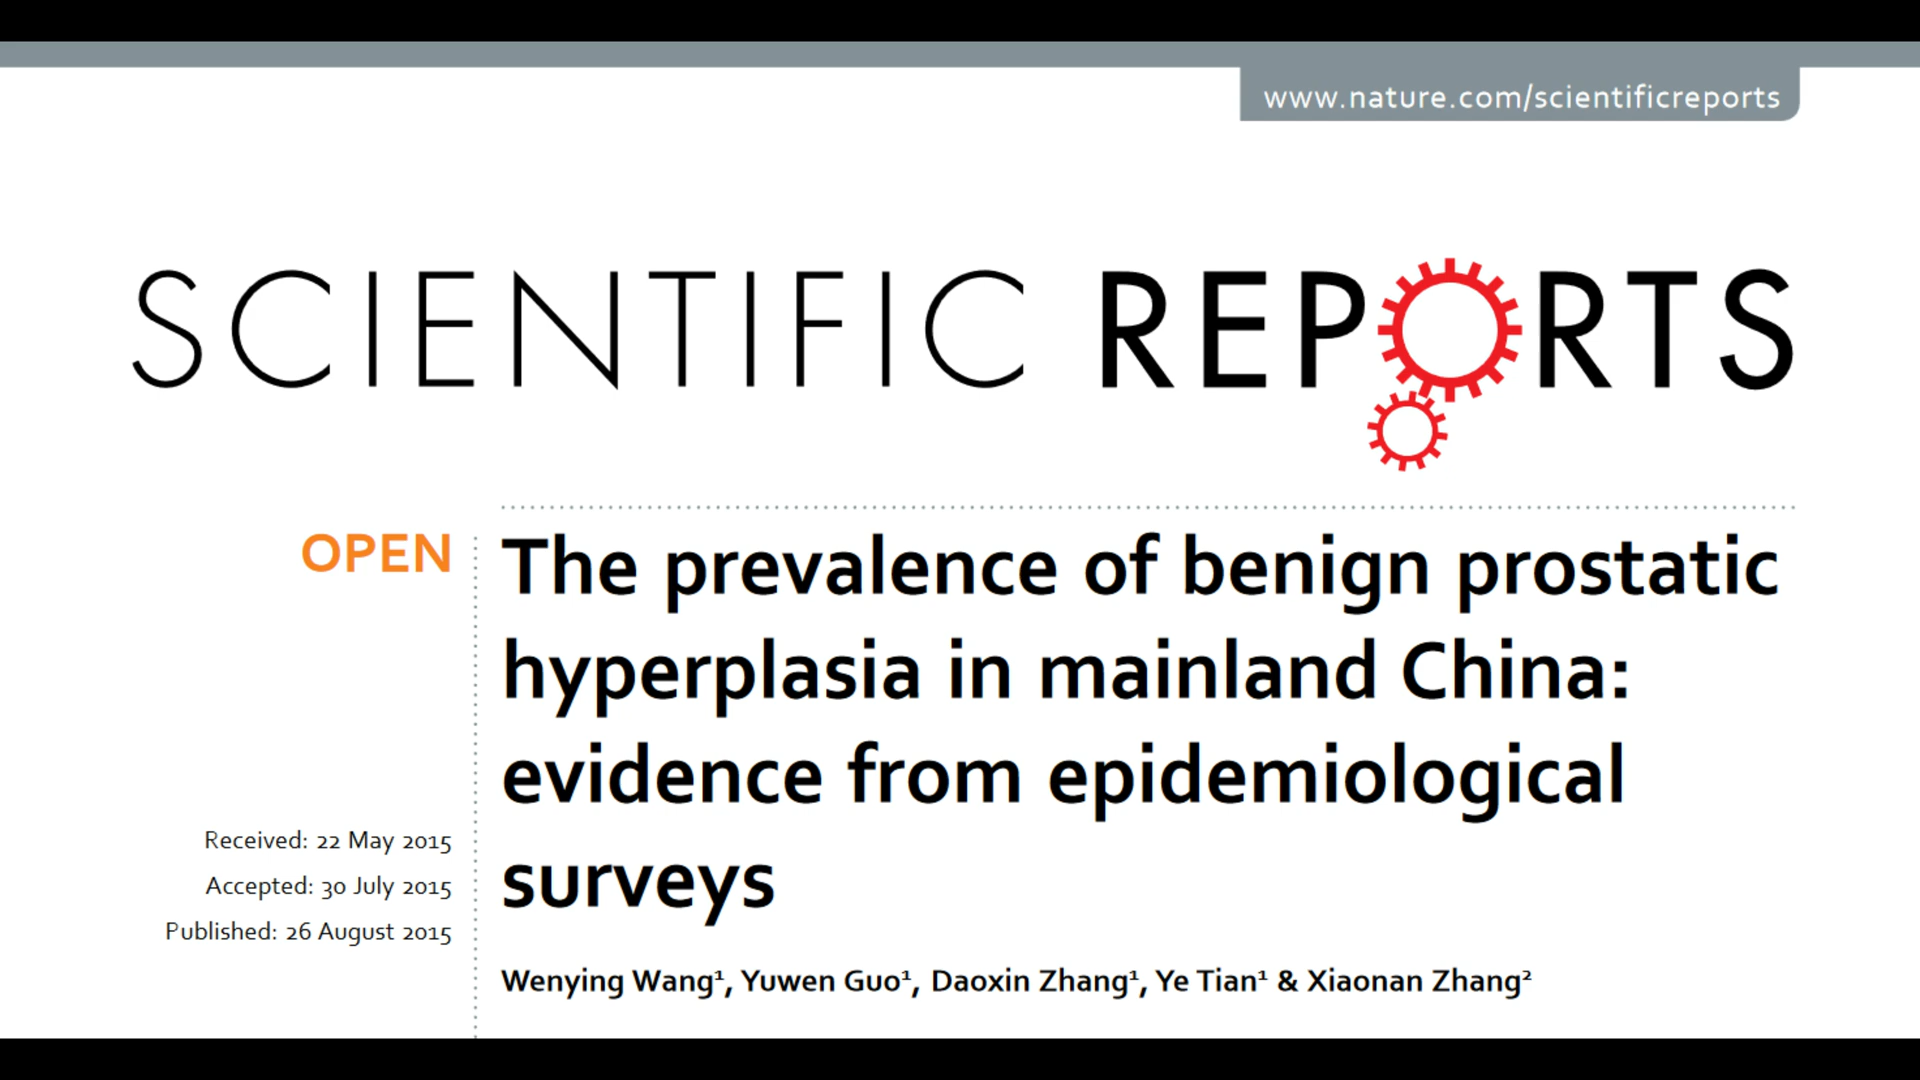 www.nature.com/scientificreports
SCIENTIFIC REPORTS
OPEN
The prevalence of benign prostatic
hyperplasia in mainland China:
evidence from epidemiological
surveys
Received: 22 May 2015
Accepted: 30 July 2015
Published: 26 August 2015
Wenying Wang¹, Yuwen Guo¹, Daoxin Zhang¹, Ye Tian¹ & Xiaonan Zhang²